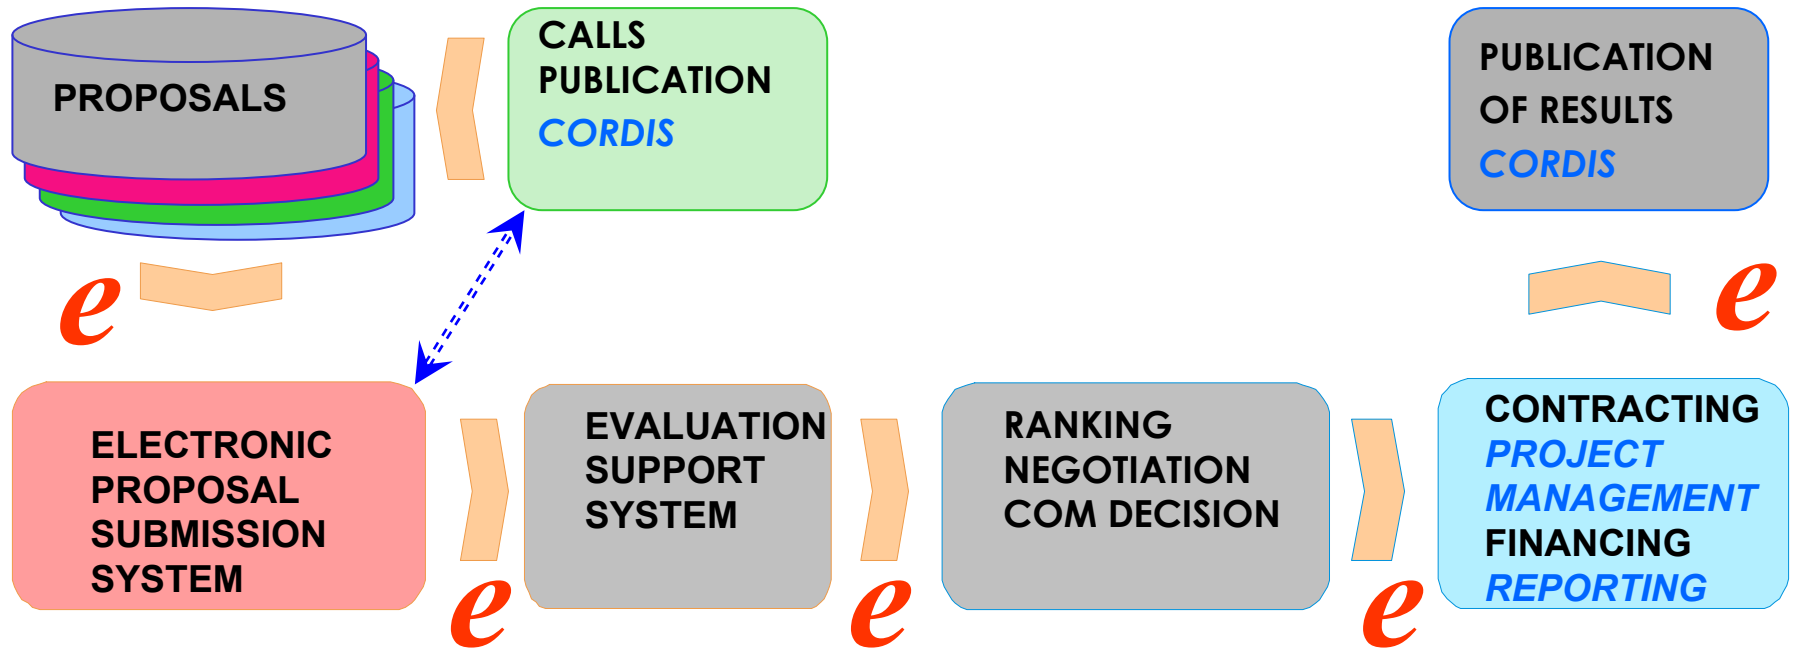 PROPOSALS
CALLS
PUBLICATION
CORDIS
PUBLICATION
OF RESULTS
CORDIS
e
e
ELECTRONIC
PROPOSAL
SUBMISSION
SYSTEM
e
EVALUATION
SUPPORT
SYSTEM
e
RANKING
NEGOTIATION
COM DECISION
e
CONTRACTING
PROJECT
MANAGEMENT
FINANCING
REPORTING